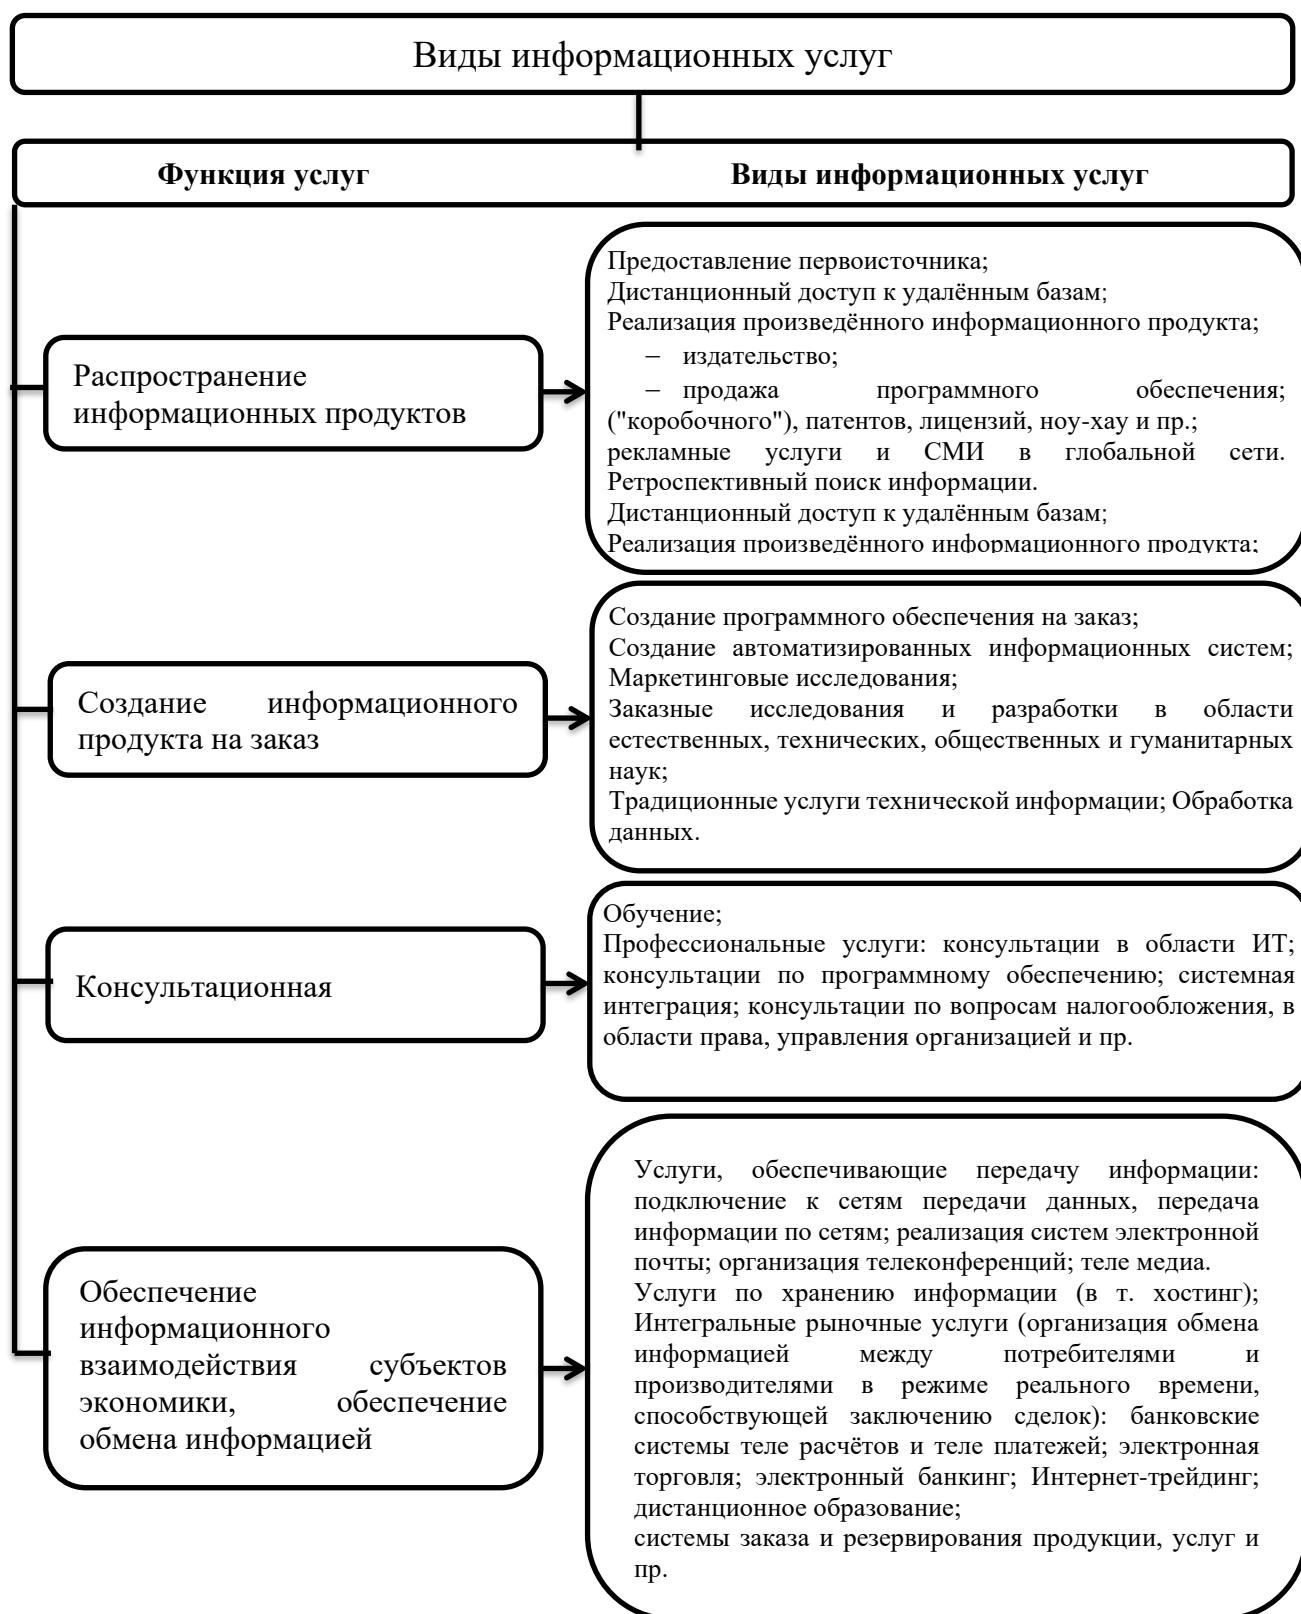 Виды информационных услуг
Функция услуг
Виды информационных услуг
Распространение
информационных продуктов
Предоставление первоисточника;
Дистанционный доступ к удалённым базам;
Реализация произведённого информационного продукта;
– издательство;
– продажа программного обеспечения;
("коробочного"), патентов, лицензий, ноу-хау и пр.;
рекламные услуги и СМИ в глобальной сети.
Ретроспективный поиск информации.
Дистанционный доступ к удалённым базам;
Реализация произведённого информационного продукта;
Создание информационного
продукта на заказ
Создание программного обеспечения на заказ;
Создание автоматизированных информационных систем;
Маркетинговые исследования;
Заказные исследования и разработки в области
естественных, технических, общественных и гуманитарных
наук;
Традиционные услуги технической информации; Обработка
данных.
Консультационная
Обучение;
Профессиональные услуги: консультации в области ИТ;
консультации по программному обеспечению; системная
интеграция; консультации по вопросам налогообложения, в
области права, управления организацией и пр.
Обеспечение
информационного
взаимодействия субъектов
экономики, обеспечение
обмена информацией
Услуги, обеспечивающие передачу информации:
подключение к сетям передачи данных, передача
информации по сетям; реализация систем электронной
почты; организация телеконференций; теле медиа.
Услуги по хранению информации (в т. хостинг);
Интегральные рыночные услуги (организация обмена
информацией между потребителями и
производителями в режиме реального времени,
способствующей заключению сделок): банковские
системы теле расчётов и теле платежей; электронная
торговля; электронный банкинг; Интернет-трейдинг;
дистанционное образование;
системы заказа и резервирования продукции, услуг и
пр.